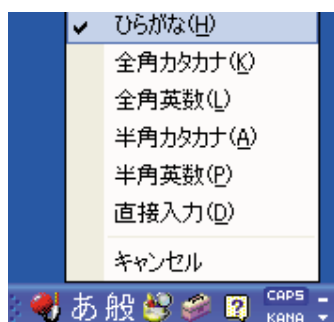 ひらがな(H)
全角カタカナ(K)
全角英数(L)
半角カタカナ(A)
半角英数(P)
直接入力(D)
キャンセル
あ 般 ? CAPS
KANA